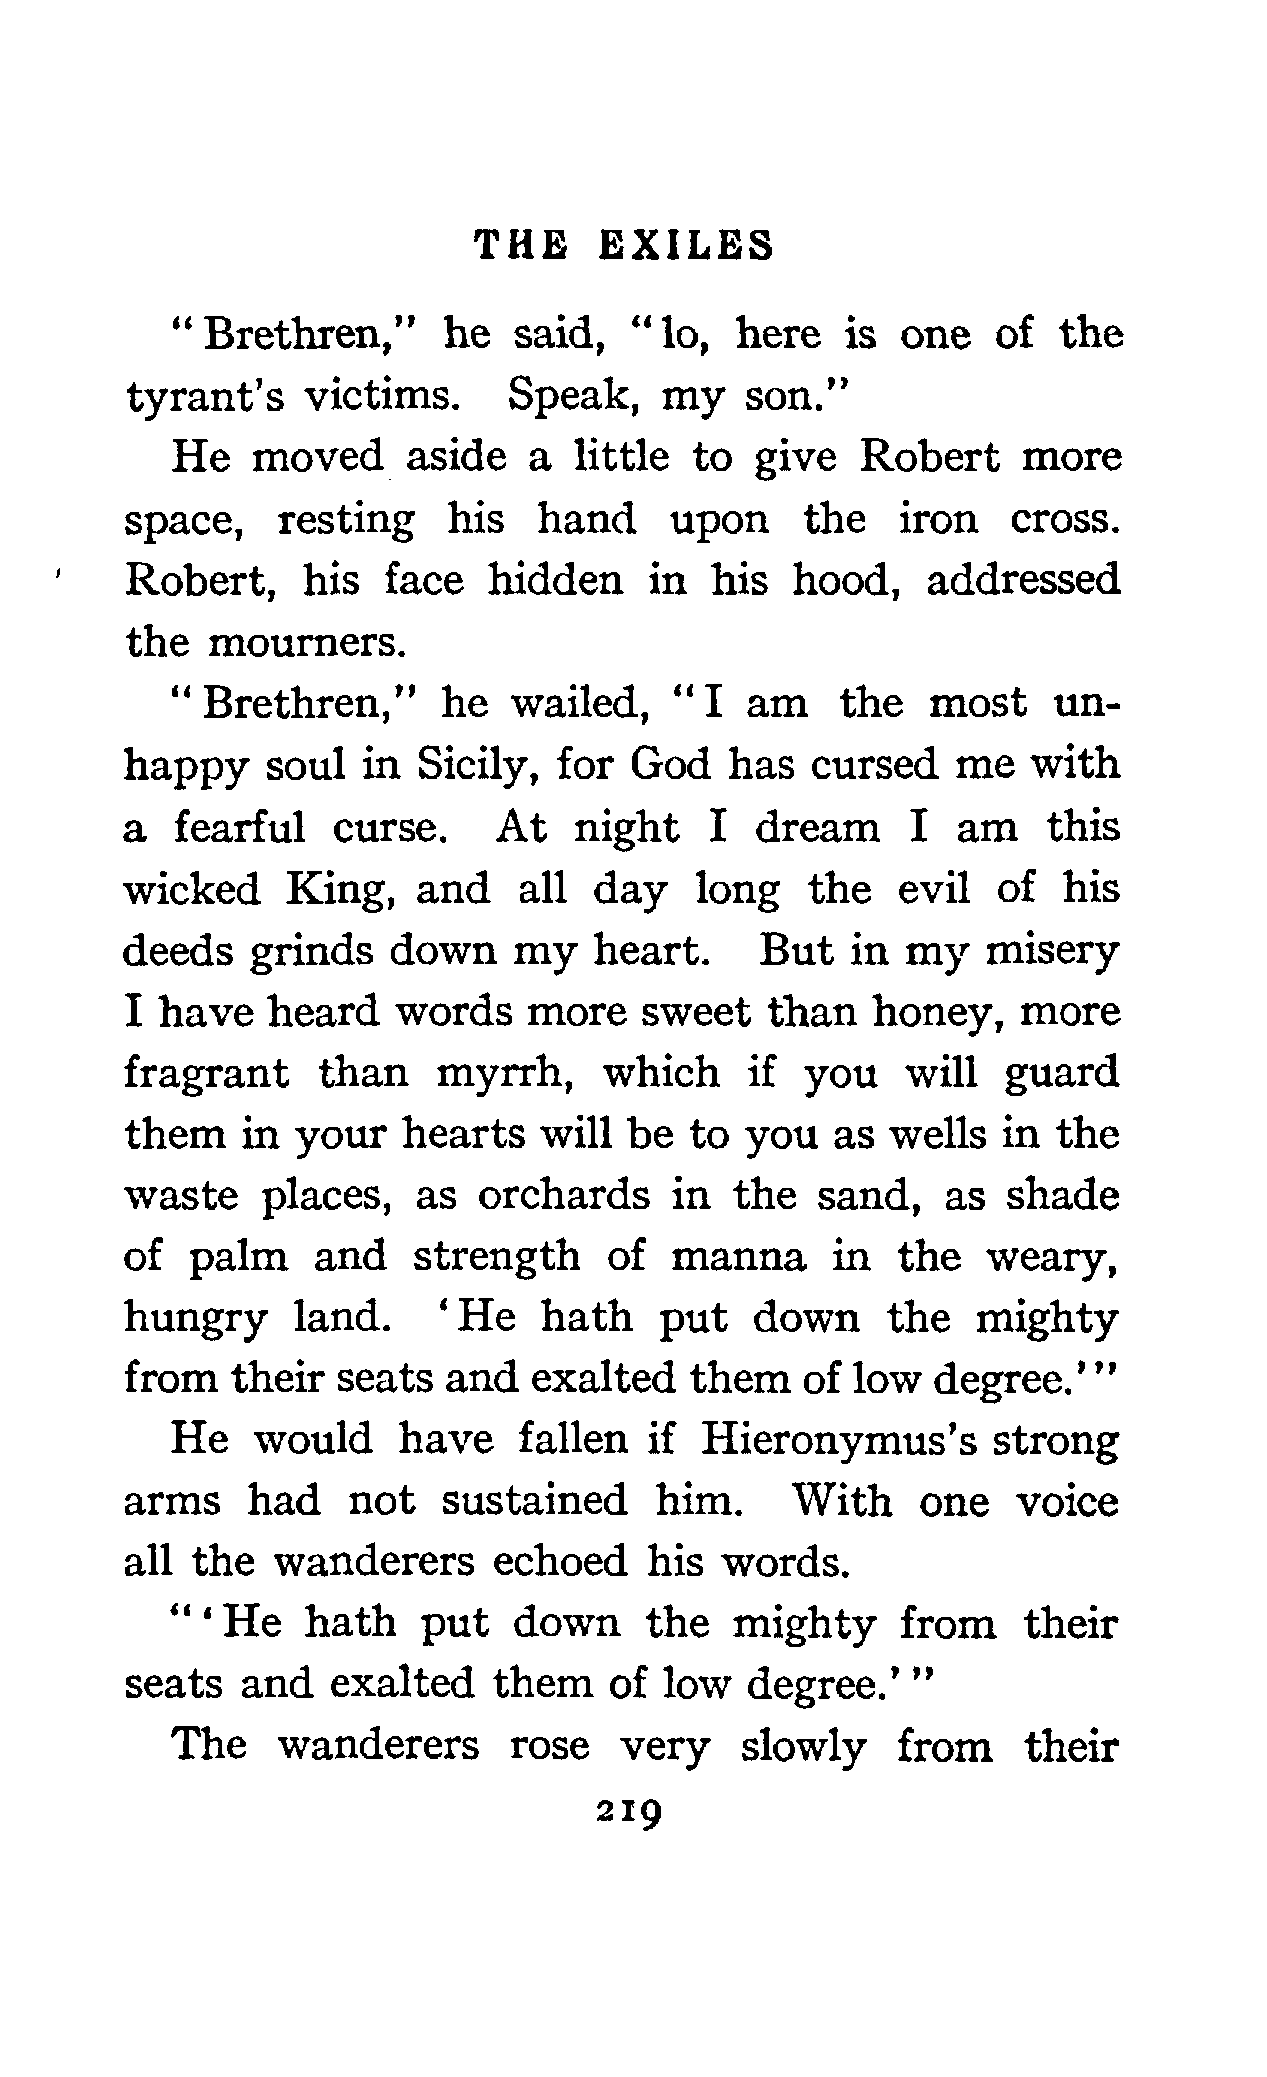 THE EXILES
“Brethren,” he said, “lo, here is one of the
tyrant’s victims. Speak, my son.”
He moved aside a little to give Robert more
space, resting his hand upon the iron cross.
Robert, his face hidden in his hood, addressed
the mourners.
“Brethren,” he wailed, “I am the most un-
happy soul in Sicily, for God has cursed me with
a fearful curse. At night I dream I am this
wicked King, and all day long the evil of his
deeds grinds down my heart. But in my misery
I have heard words more sweet than honey, more
fragrant than myrrh, which if you will guard
them in your hearts will be to you as wells in the
waste places, as orchards in the sand, as shade
of palm and strength of manna in the weary,
hungry land. ‘He hath put down the mighty
from their seats and exalted them of low degree.’”
He would have fallen if Hieronymus’s strong
arms had not sustained him. With one voice
all the wanderers echoed his words.
“‘He hath put down the mighty from their
seats and exalted them of low degree.’”
The wanderers rose very slowly from their
219